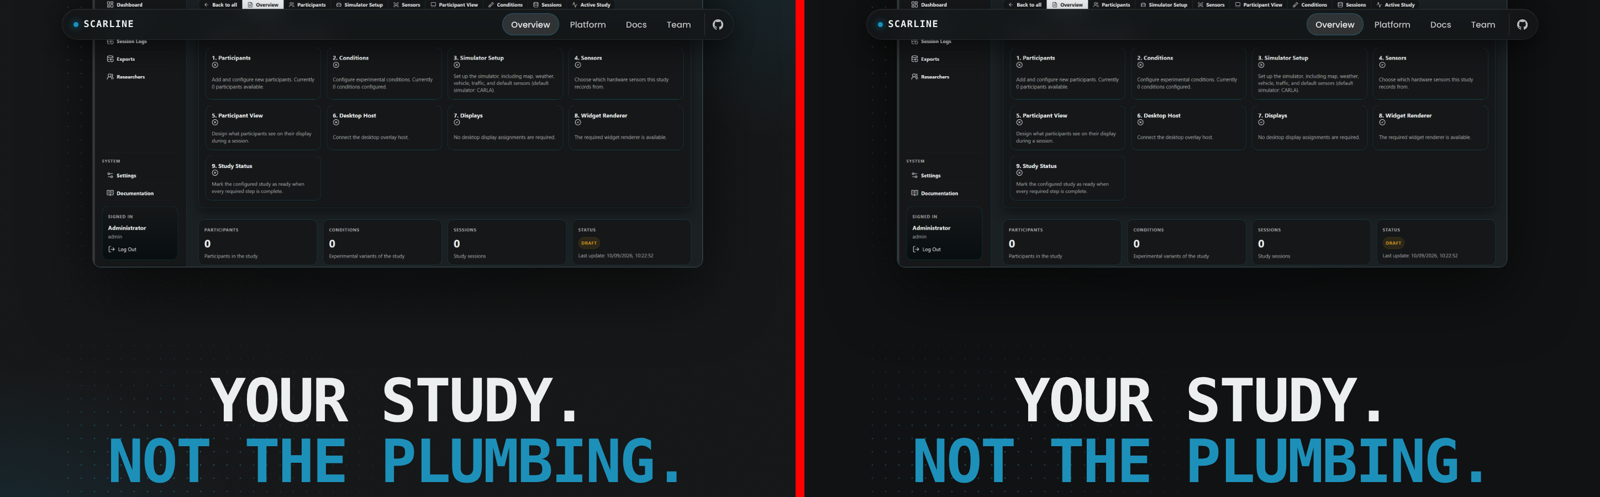 Dashboard
Back to all Overview Participants Simulator Setup Sensors Participant View Conditions Sessions Active Study
SCARLINE
Overview Platform Docs Team
Session Logs
Exports
Researchers
1. Participants
Add and configure new participants. Currently
0 participants available.
2. Conditions
Configure experimental conditions. Currently
0 conditions configured.
3. Simulator Setup
Set up the simulator, including map, weather,
vehicle, traffic, and default sensors (default
simulator: CARLA).
4. Sensors
Choose which hardware sensors this study
records from.
5. Participant View
Design what participants see on their display
during a session.
6. Desktop Host
Connect the desktop overlay host.
7. Displays
No desktop display assignments are required.
8. Widget Renderer
The required widget renderer is available.
9. Study Status
Mark the configured study as ready when
every required step is complete.
SYSTEM
Settings
Documentation
SIGNED IN
Administrator
admin
Log Out
PARTICIPANTS
0
Participants in the study
CONDITIONS
0
Experimental variants of the study
SESSIONS
0
Study sessions
STATUS
DRAFT
Last update: 10/09/2026, 10:22:52
YOUR STUDY.
NOT THE PLUMBING.
Dashboard
Back to all Overview Participants Simulator Setup Sensors Participant View Conditions Sessions Active Study
SCARLINE
Overview Platform Docs Team
Session Logs
Exports
Researchers
1. Participants
Add and configure new participants. Currently
0 participants available.
2. Conditions
Configure experimental conditions. Currently
0 conditions configured.
3. Simulator Setup
Set up the simulator, including map, weather,
vehicle, traffic, and default sensors (default
simulator: CARLA).
4. Sensors
Choose which hardware sensors this study
records from.
5. Participant View
Design what participants see on their display
during a session.
6. Desktop Host
Connect the desktop overlay host.
7. Displays
No desktop display assignments are required.
8. Widget Renderer
The required widget renderer is available.
9. Study Status
Mark the configured study as ready when
every required step is complete.
SYSTEM
Settings
Documentation
SIGNED IN
Administrator
admin
Log Out
PARTICIPANTS
0
Participants in the study
CONDITIONS
0
Experimental variants of the study
SESSIONS
0
Study sessions
STATUS
DRAFT
Last update: 10/09/2026, 10:22:52
YOUR STUDY.
NOT THE PLUMBING.